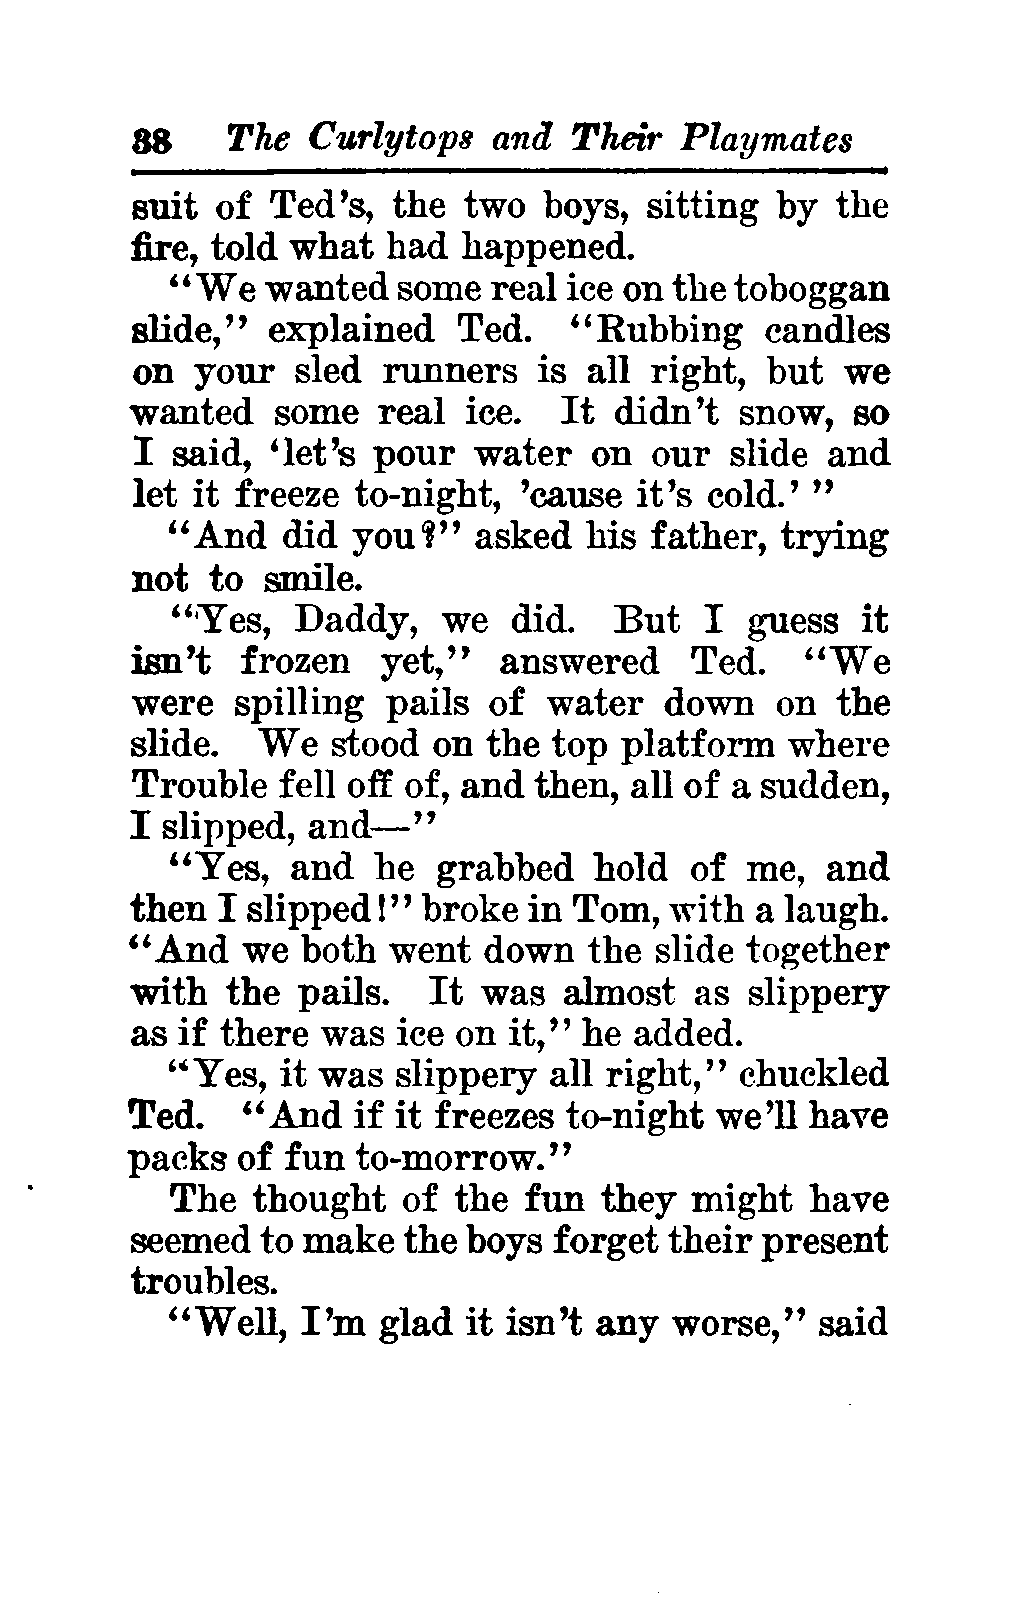 38 The Curlytops and Their Playmates
suit of Ted's, the two boys, sitting by the
fire, told what had happened.
"We wanted some real ice on the toboggan
slide," explained Ted. "Rubbing candles
on your sled runners is all right, but we
wanted some real ice. It didn't snow, so
I said, 'let's pour water on our slide and
let it freeze to-night, 'cause it's cold.' "
"And did you?" asked his father, trying
not to smile.
"Yes, Daddy, we did. But I guess it
isn't frozen yet," answered Ted. "We
were spilling pails of water down on the
slide. We stood on the top platform where
Trouble fell off of, and then, all of a sudden,
I slipped, and—"
"Yes, and he grabbed hold of me, and
then I slipped!" broke in Tom, with a laugh.
"And we both went down the slide together
with the pails. It was almost as slippery
as if there was ice on it," he added.
"Yes, it was slippery all right," chuckled
Ted. "And if it freezes to-night we'll have
packs of fun to-morrow."
The thought of the fun they might have
seemed to make the boys forget their present
troubles.
"Well, I'm glad it isn't any worse," said